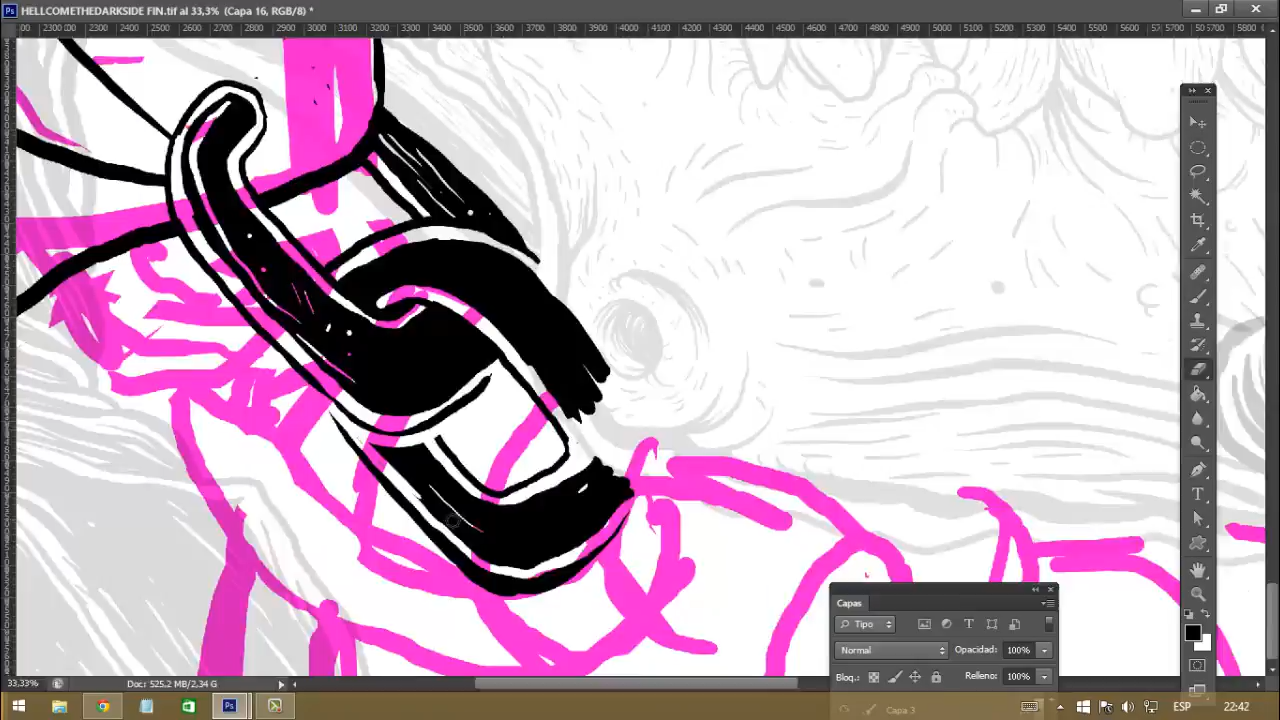 HELLCOMETHEDARKSIDE FIN.tif al 33,3% (Capa 16, RGB/8) *
2300 2300 2400 2500 2600 2700 2800 2900 3000 3100 3200 3300 3400 3500 3600 3700 3800 3900 4000 4100 4200 4300 4400 4500 4600 4700 4800 4900 5000 5100 5200 5300 5400 5500 5600 5700 5800
Capas
Tipo
Normal
Opacidad: 100%
Bloq.:
Relleno: 100%
Capa 3
33,33%
Doc: 525,2 MB/2,34 G
ESP
22:42